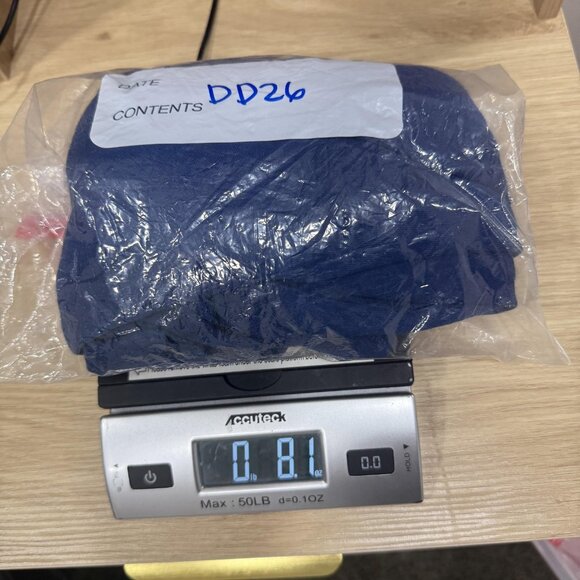 DATE
CONTENTS DD26
Accuteck
0 lb 8.1 oz
0.0
HOLD
Max : 50LB d=0.1OZ